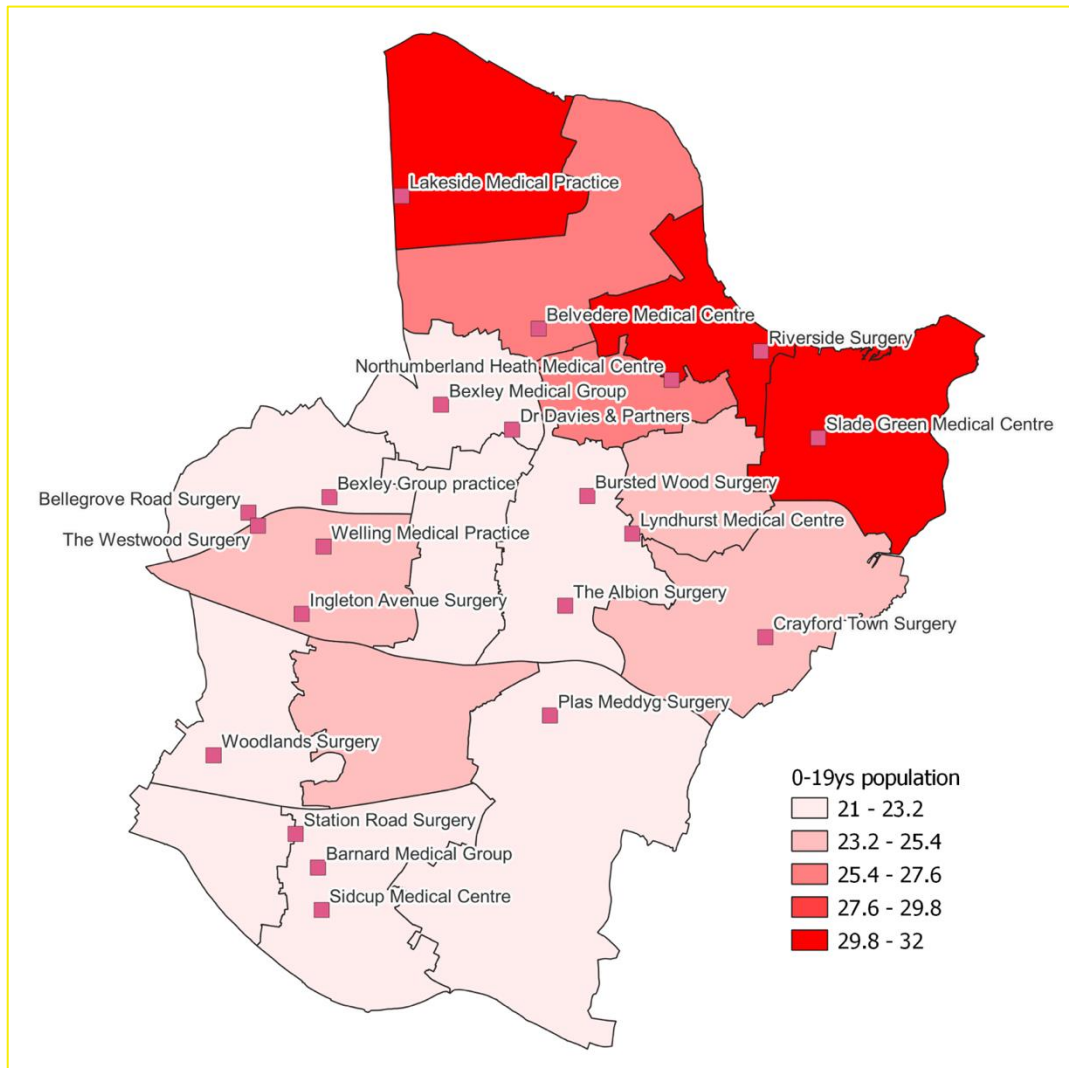 Lakeside Medical Practice
Belvedere Medical Centre
Riverside Surgery
Northumberland Heath Medical Centre
Bexley Medical Group
Dr Davies & Partners
Slade Green Medical Centre
Bexley Group practice
Bursted Wood Surgery
Bellegrove Road Surgery
Lyndhurst Medical Centre
The Westwood Surgery
Welling Medical Practice
The Albion Surgery
Ingleton Avenue Surgery
Crayford Town Surgery
Plas Meddyg Surgery
Woodlands Surgery
0-19ys population
21 - 23.2
Station Road Surgery
23.2 - 25.4
Barnard Medical Group
25.4 - 27.6
Sidcup Medical Centre
27.6 - 29.8
29.8 - 32